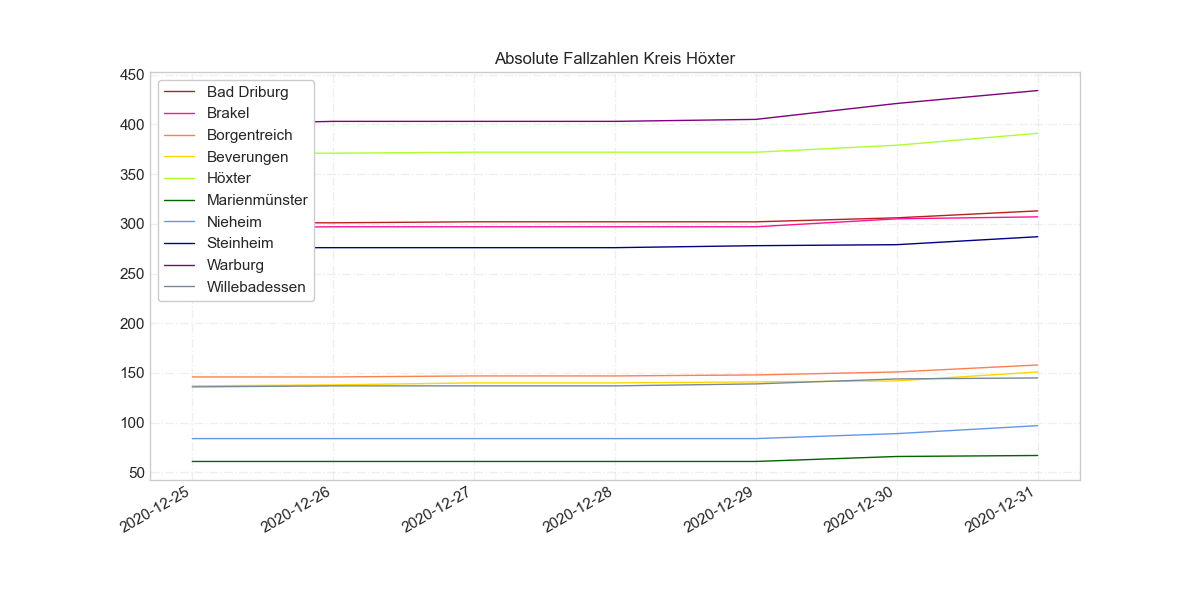 Absolute Fallzahlen Kreis Höxter
450
400
350
300
250
200
150
100
50
Bad Driburg
Brakel
Borgentreich
Beverungen
Höxter
Marienmünster
Nieheim
Steinheim
Warburg
Willebadessen
2020-12-25
2020-12-26
2020-12-27
2020-12-28
2020-12-29
2020-12-30
2020-12-31